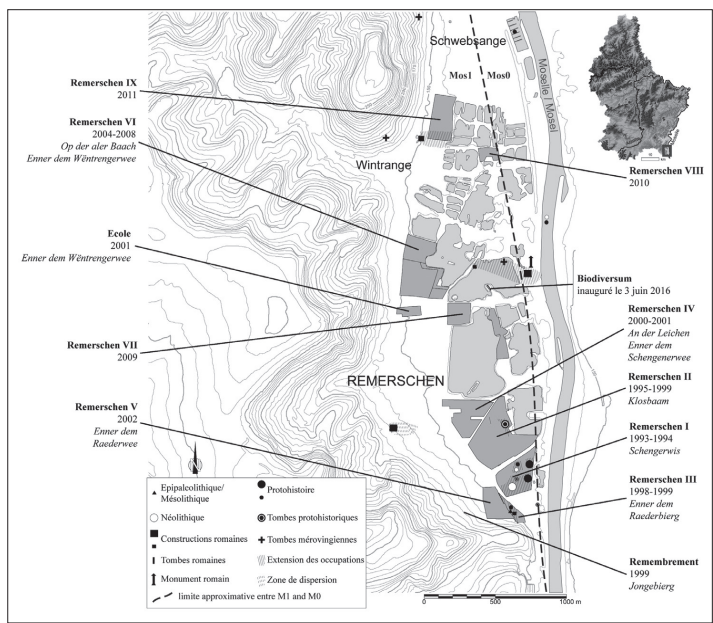 Schwebsange
Mos1
Mos0
Moselle
Mosel
Remerschen IX
2011
Remerschen VI
2004-2008
Op der aler Baach
Enner dem Wëntrengerwee
Wintrange
Remerschen VIII
2010
Ecole
2001
Enner dem Wëntrengerwee
Biodiversum
inauguré le 3 juin 2016
Remerschen VII
2009
Remerschen IV
2000-2001
An der Leichen
Enner dem
Schengenerwee
REMERSCHEN
Remerschen II
1995-1999
Klosbaam
Remerschen V
2002
Enner dem
Raederwee
Remerschen I
1993-1994
Schengerwis
Remerschen III
1998-1999
Enner dem
Raederbierg
Remembrement
1999
Jongebierg
Epipalcolithique/
Mésolithique
Protohistoire
Néolithique
Tombes protohistoriques
Constructions romaines
Tombes mérovingiennes
Tombes romaines
Extension des occupations
Monument romain
Zone de dispersion
limite approximative entre M1 and M0
0
500
1000 m